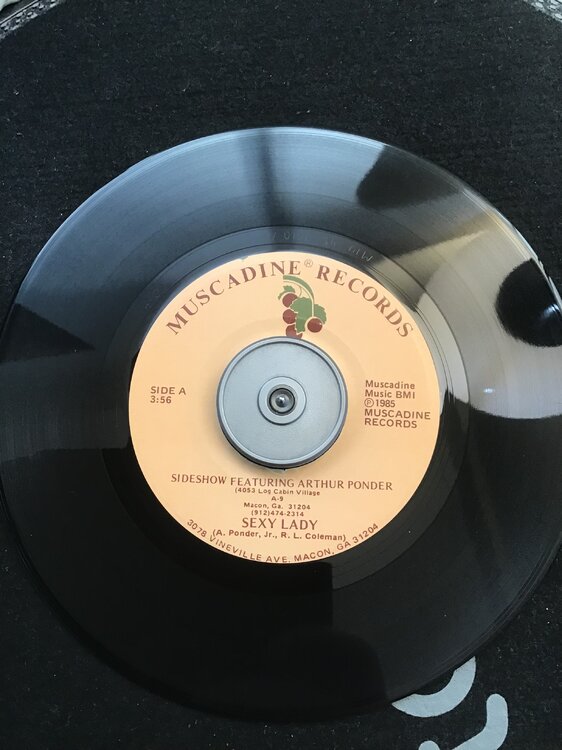 MUSCADINE® RECORDS
SIDE A
3:56
Muscadine
Music BMI
℗1985
MUSCADINE
RECORDS
SIDESHOW FEATURING ARTHUR PONDER
(4053 Log Cabin Village
A-9
Macon, Ga. 31204
(912)474-2314
SEXY LADY
(A. Ponder, Jr., R. L. Coleman)
3078 VINEVILLE AVE. MACON, GA 31204